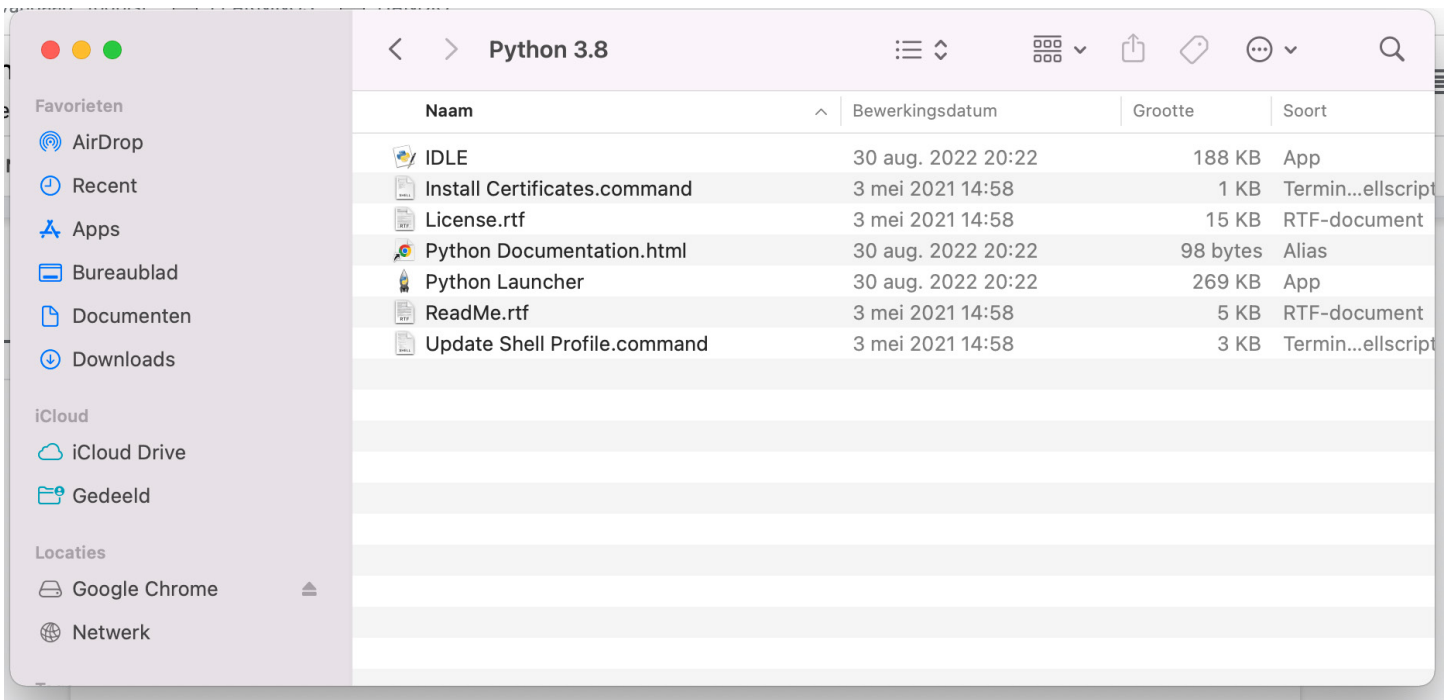 Python 3.8
Favorieten
AirDrop
Recent
Apps
Bureaublad
Documenten
Downloads
iCloud
iCloud Drive
Gedeeld
Locaties
Google Chrome
Netwerk
Naam Bewerkingsdatum Grootte Soort
IDLE 30 aug. 2022 20:22 188 KB App
Install Certificates.command 3 mei 2021 14:58 1 KB Termin...ellscript
License.rtf 3 mei 2021 14:58 15 KB RTF-document
Python Documentation.html 30 aug. 2022 20:22 98 bytes Alias
Python Launcher 30 aug. 2022 20:22 269 KB App
ReadMe.rtf 3 mei 2021 14:58 5 KB RTF-document
Update Shell Profile.command 3 mei 2021 14:58 3 KB Termin...ellscript